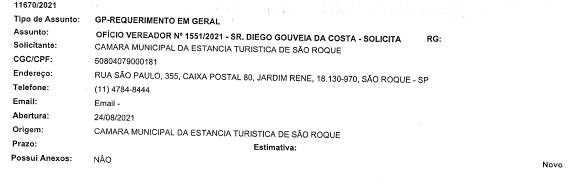 11670/2021
Tipo de Assunto: GP-REQUERIMENTO EM GERAL
Assunto: OFÍCIO VEREADOR Nº 1551/2021 - SR. DIEGO GOUVEIA DA COSTA - SOLICITA RG:
Solicitante: CAMARA MUNICIPAL DA ESTANCIA TURISTICA DE SÃO ROQUE
CGC/CPF: 50804079000181
Endereço: RUA SÃO PAULO, 355, CAIXA POSTAL 80, JARDIM RENE, 18.130-970, SÃO ROQUE - SP
Telefone: (11) 4784-8444
Email: Email -
Abertura: 24/08/2021
Origem: CAMARA MUNICIPAL DA ESTANCIA TURISTICA DE SÃO ROQUE
Prazo: Estimativa:
Possui Anexos: NÃO
Novo